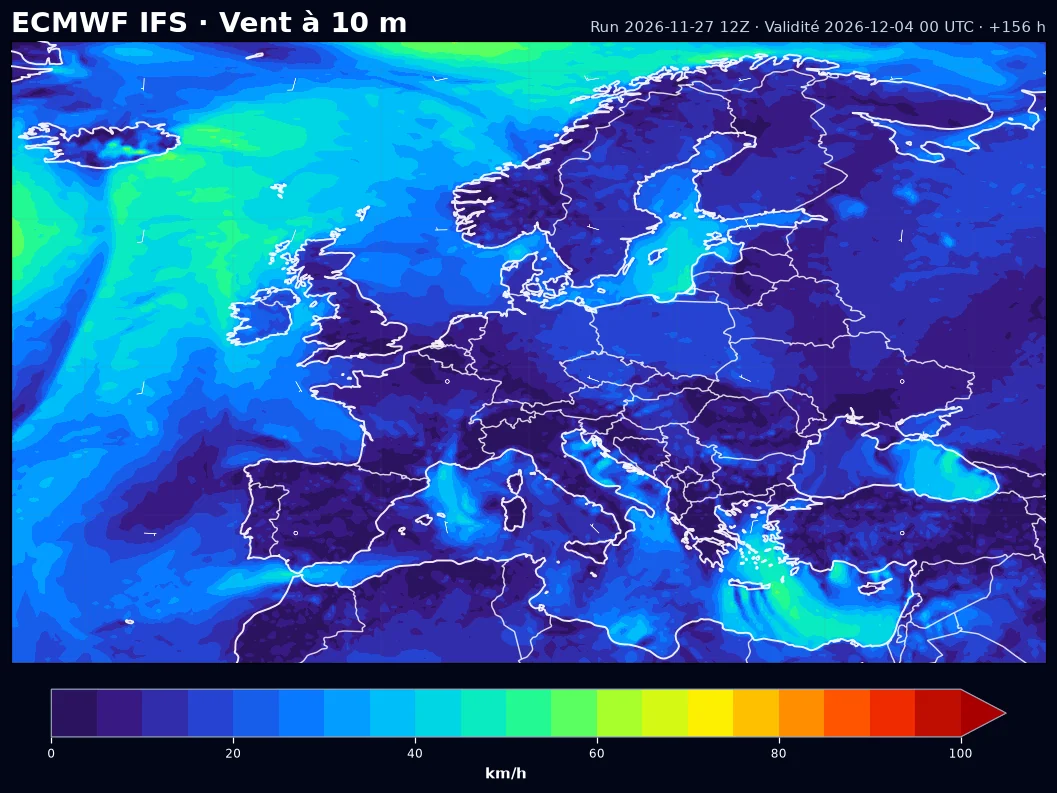 ECMWF IFS · Vent à 10 m
Run 2026-11-27 12Z · Validité 2026-12-04 00 UTC · +156 h
0 20 40 60 80 100
km/h